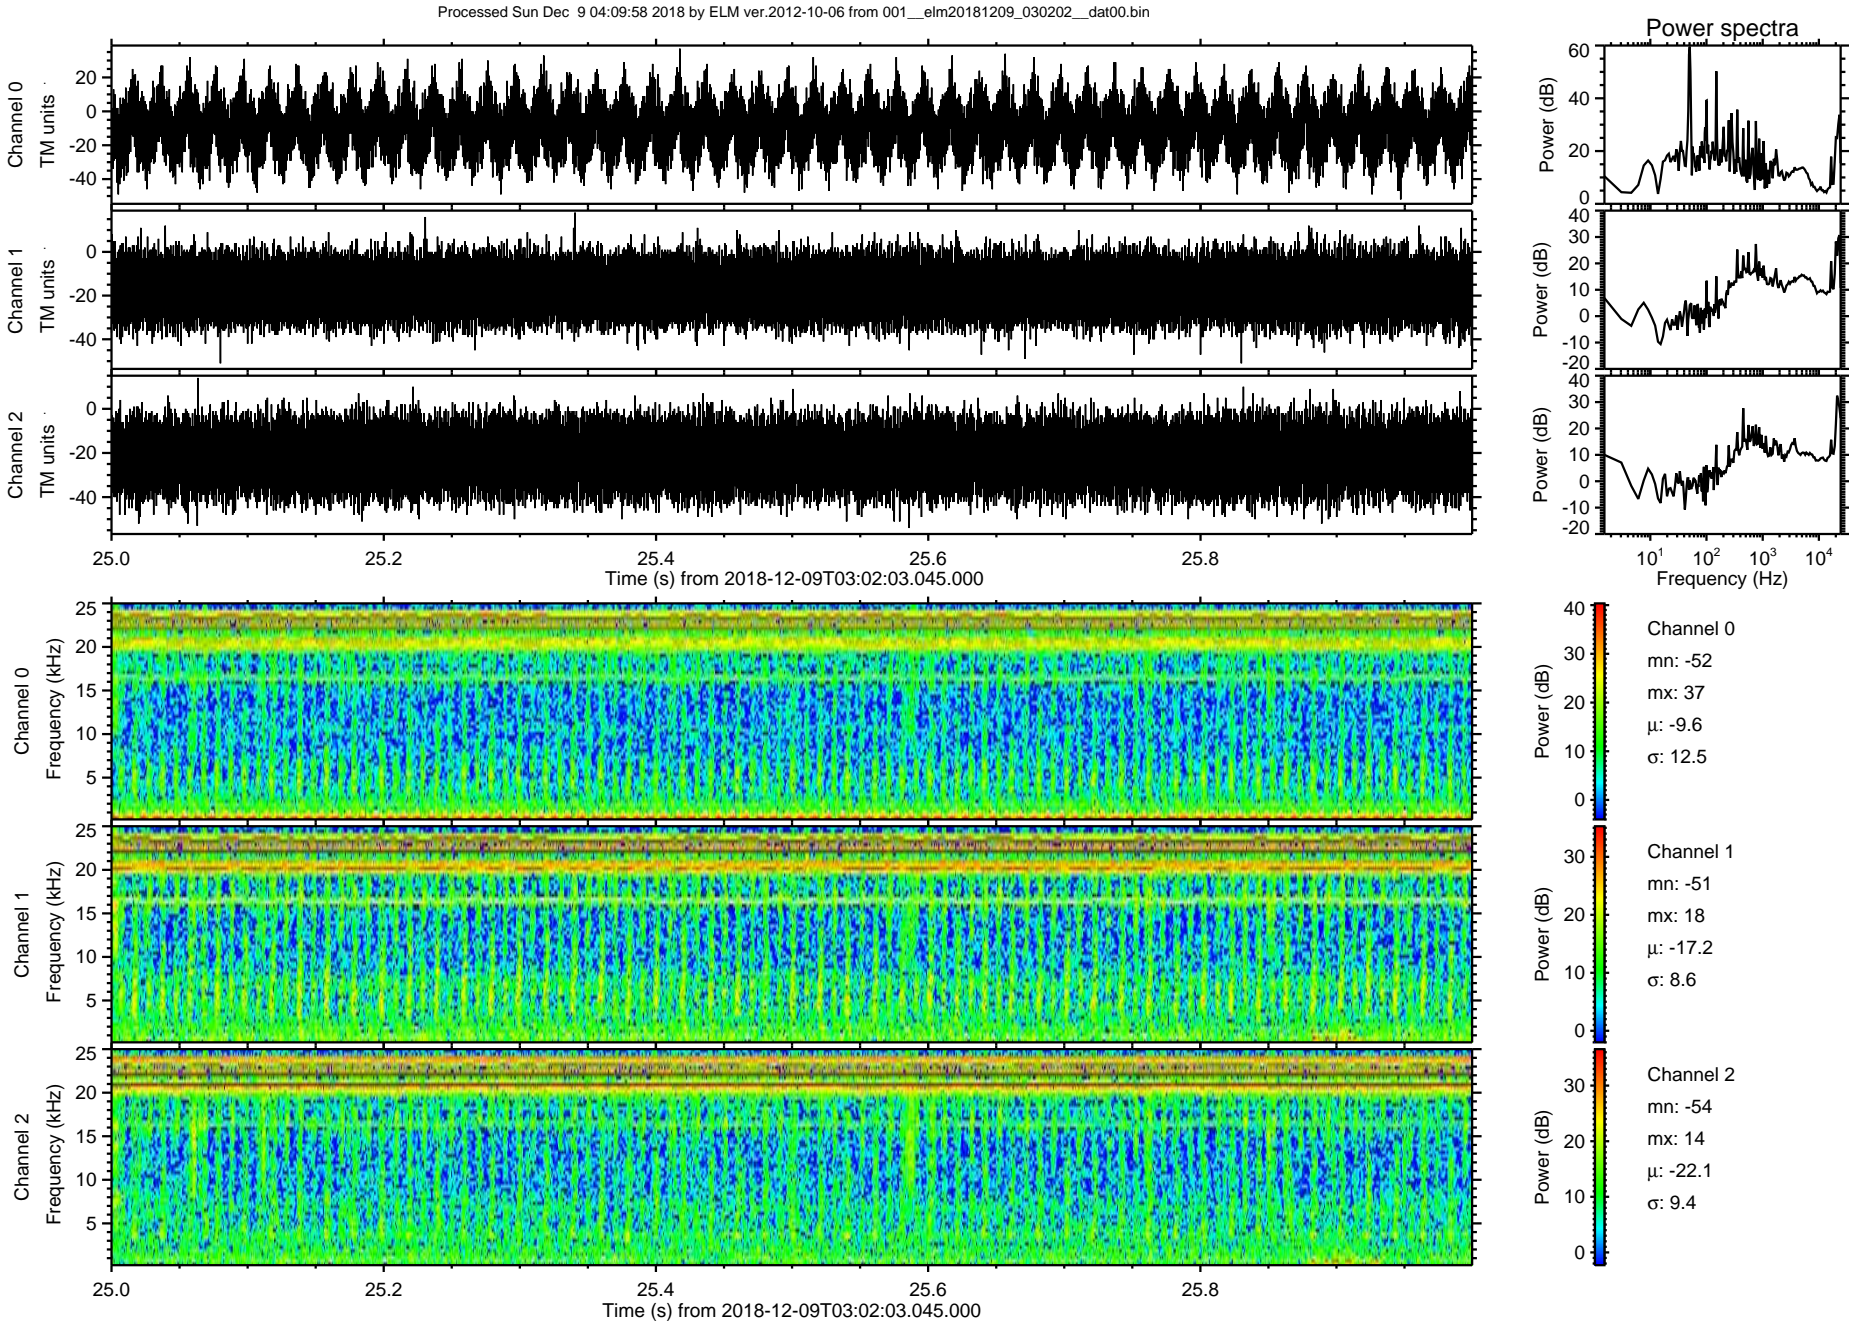 Processed Sun Dec  9 04:09:58 2018 by ELM ver.2012-10-06 from 001__elm20181209_030202__dat00.bin
Power spectra
Channel 0
TM units
20
0
-20
-40
Power (dB)
60
40
20
0
Channel 1
TM units
0
-20
-40
Power (dB)
40
30
20
10
0
-10
-20
Channel 2
TM units
0
-20
-40
Power (dB)
40
30
20
10
0
-10
-20
25.0
25.2
25.4
25.6
25.8
Time (s) from 2018-12-09T03:02:03.045.000
10¹
10²
10³
10⁴
Frequency (Hz)
Channel 0
Frequency (kHz)
25
20
15
10
5
Power (dB)
40
30
20
10
0
Channel 0
mn: -52
mx: 37
μ: -9.6
σ: 12.5
Channel 1
Frequency (kHz)
25
20
15
10
5
Power (dB)
30
20
10
0
Channel 1
mn: -51
mx: 18
μ: -17.2
σ: 8.6
Channel 2
Frequency (kHz)
25
20
15
10
5
Power (dB)
30
20
10
0
Channel 2
mn: -54
mx: 14
μ: -22.1
σ: 9.4
25.0
25.2
25.4
25.6
25.8
Time (s) from 2018-12-09T03:02:03.045.000